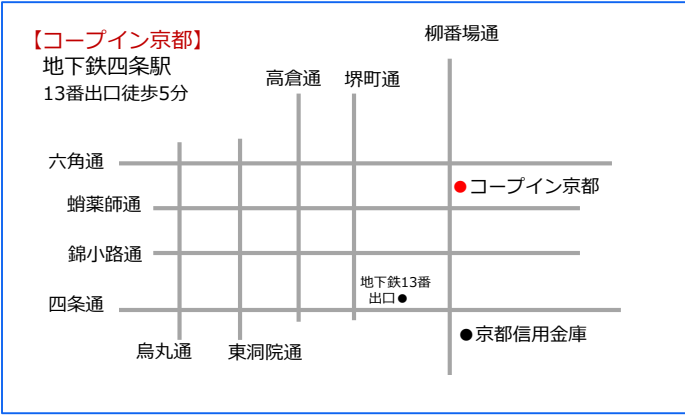 【コープイン京都】
地下鉄四条駅
13番出口徒歩5分
柳番場通
高倉通
堺町通
六角通
コープイン京都
蛸薬師通
錦小路通
地下鉄13番
出口
四条通
京都信用金庫
烏丸通
東洞院通